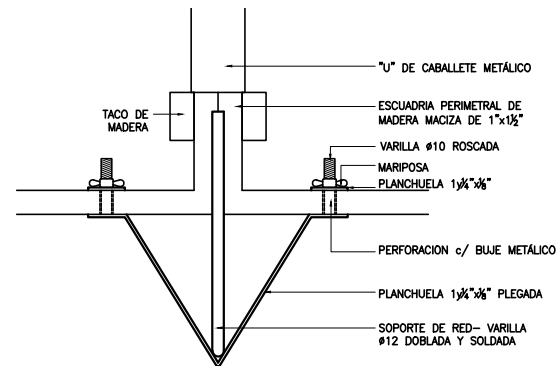 "U" DE CABALLETE METÁLICO
TACO DE
MADERA
ESCUADRIA PERIMETRAL DE
MADERA MACIZA DE 1"x1½"
VARILLA ø10 ROSCADA
MARIPOSA
PLANCHUELA 1y¼"x⅛"
PERFORACION c/ BUJE METÁLICO
PLANCHUELA 1y¼"x⅛" PLEGADA
SOPORTE DE RED- VARILLA
ø12 DOBLADA Y SOLDADA